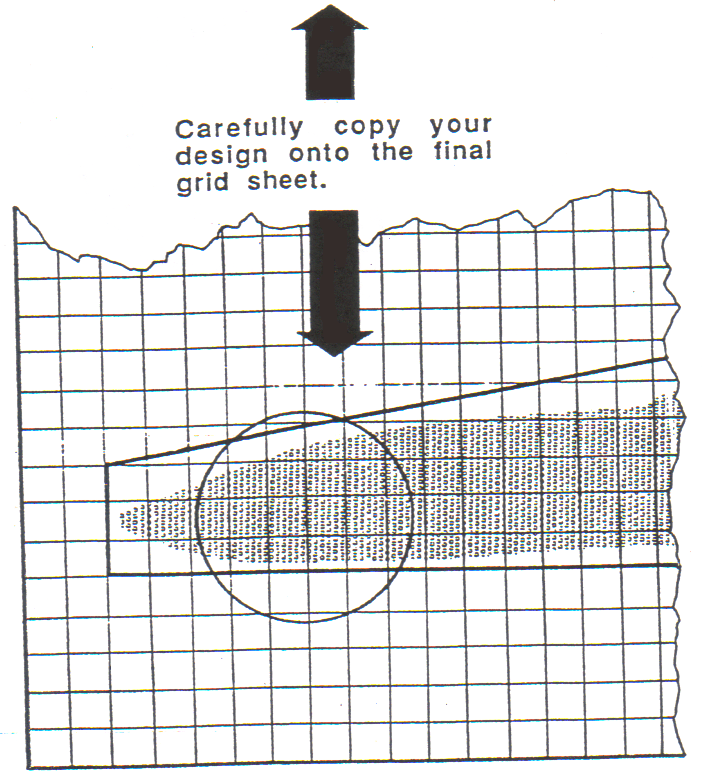 Carefully copy your
design onto the final
grid sheet.